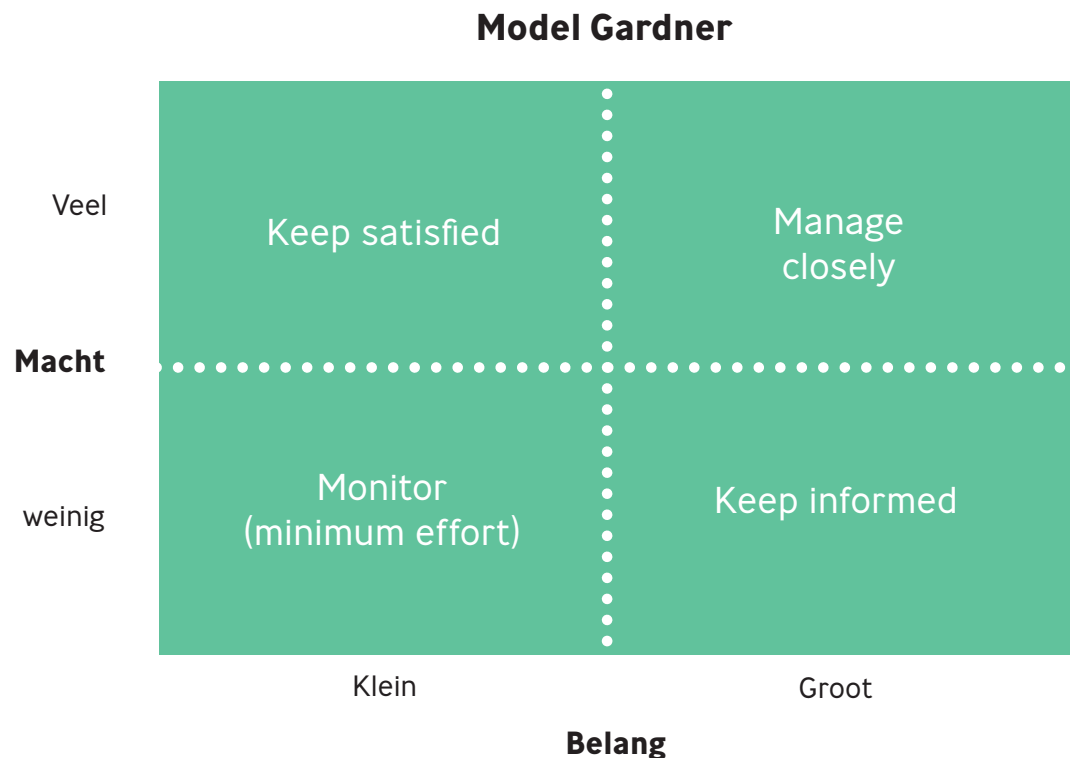 Model Gardner
Veel
Keep satisfied
Manage
closely
Macht
weinig
Monitor
(minimum effort)
Keep informed
Klein
Groot
Belang